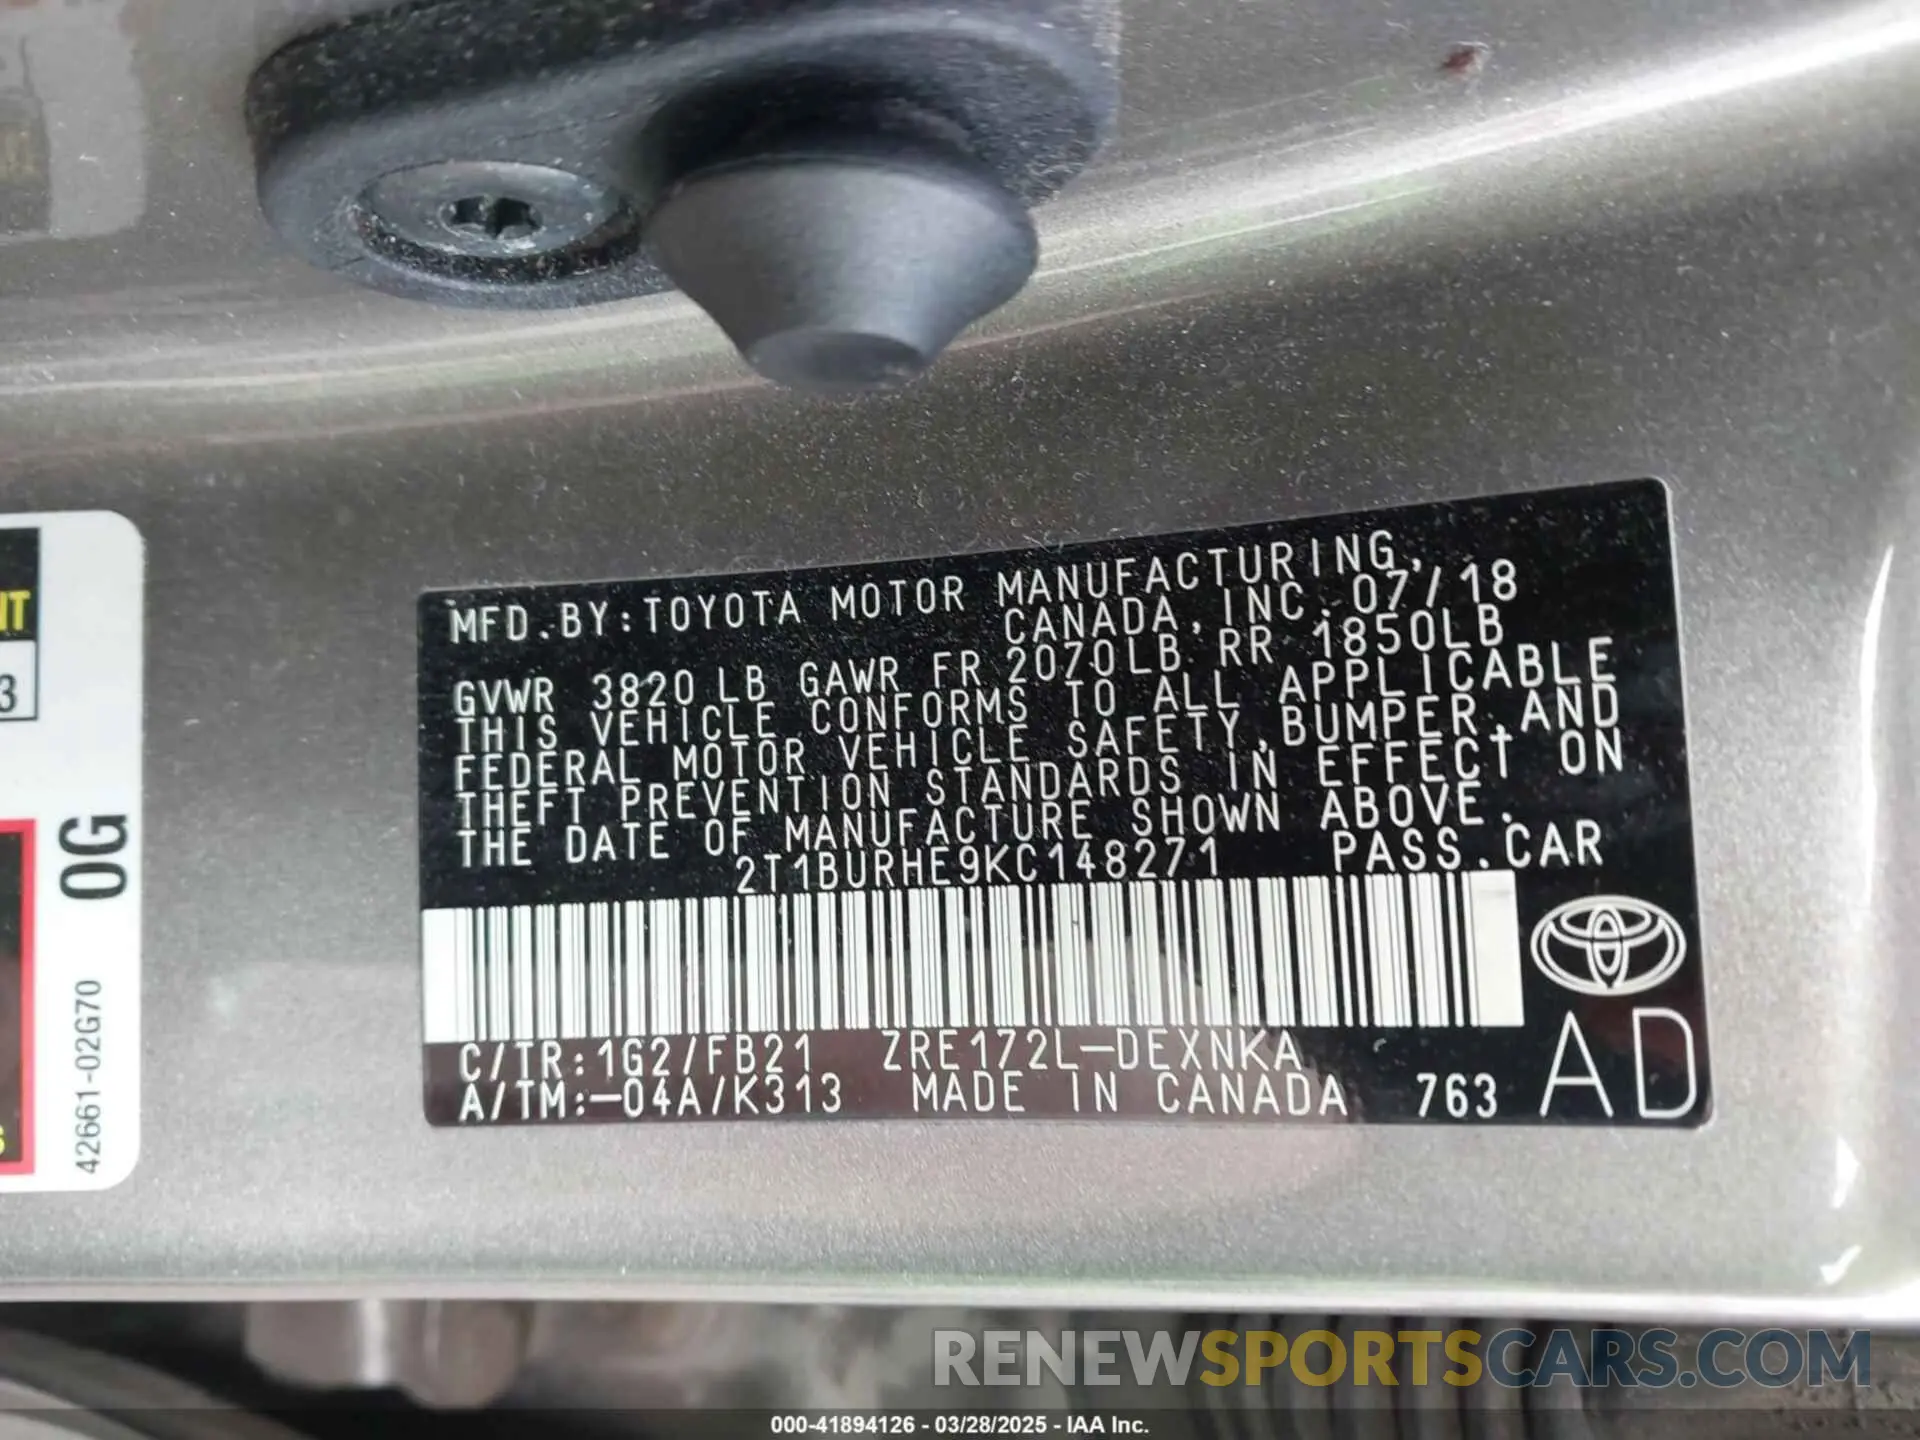 MFD.BY:TOYOTA MOTOR MANUFACTURING,
CANADA, INC. 07/18
GVWR 3820 LB GAWR FR 2070LB RR 1850LB
THIS VEHICLE CONFORMS TO ALL APPLICABLE
FEDERAL MOTOR VEHICLE SAFETY, BUMPER, AND
THEFT PREVENTION STANDARDS IN EFFECT ON
THE DATE OF MANUFACTURE SHOWN ABOVE.
2T1BURHE9KC148271 PASS.CAR
C/TR:1G2/FB21 ZRE172L-DEXNKA
A/TM:-04A/K313 MADE IN CANADA 763
AD
NT
3
0G
42661-02G70
S
RENEWSPORTSCARS.COM
000-41894126 - 03/28/2025 - IAA Inc.